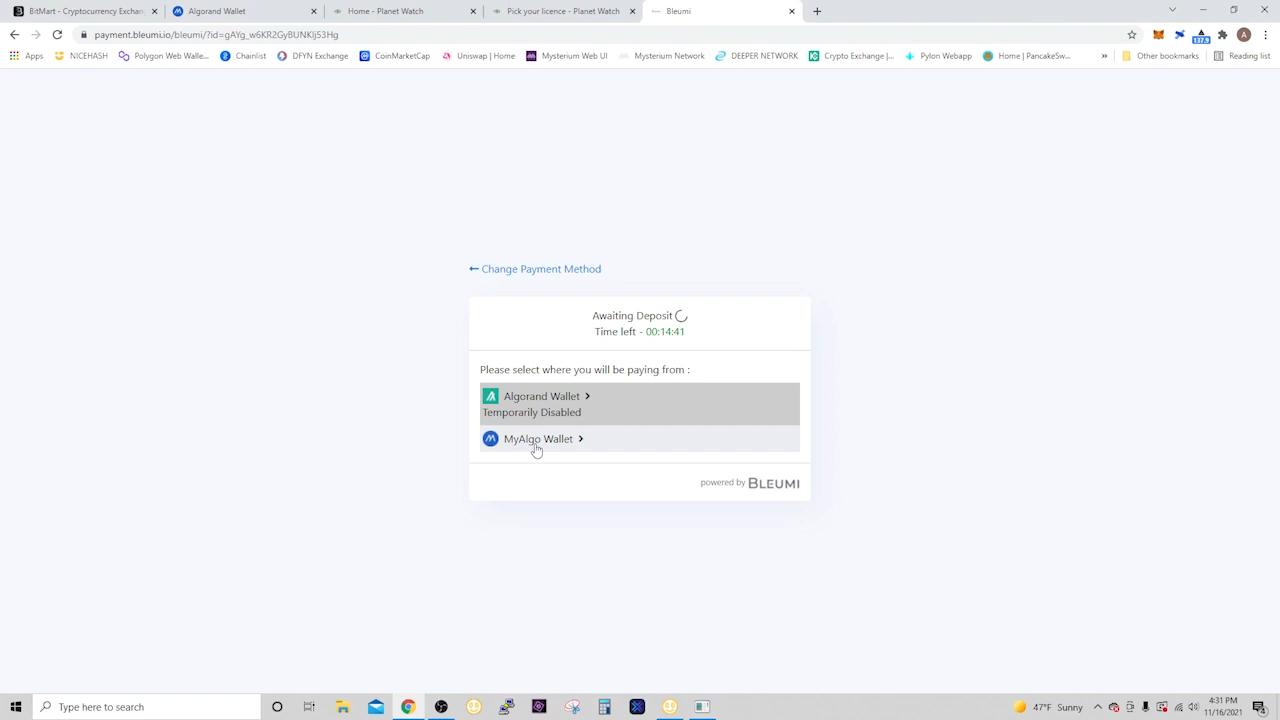 BitMart - Cryptocurrency Exchan
Algorand Wallet
Home - Planet Watch
Pick your licence - Planet Watch
Bleumi
payment.bleumi.io/bleumi/?id=gAYg_w6KR2GyBUNKIj53Hg
137.9
A
Apps
NICEHASH
Polygon Web Walle...
Chainlist
DFYN Exchange
CoinMarketCap
Uniswap | Home
Mysterium Web UI
Mysterium Network
DEEPER NETWORK
Crypto Exchange |...
Pylon Webapp
Home | PancakeSw...
»
Other bookmarks
Reading list
Change Payment Method
Awaiting Deposit
Time left - 00:14:41
Please select where you will be paying from :
Algorand Wallet
Temporarily Disabled
MyAlgo Wallet
powered by BLEUMI
Type here to search
47°F Sunny
4:31 PM
11/16/2021